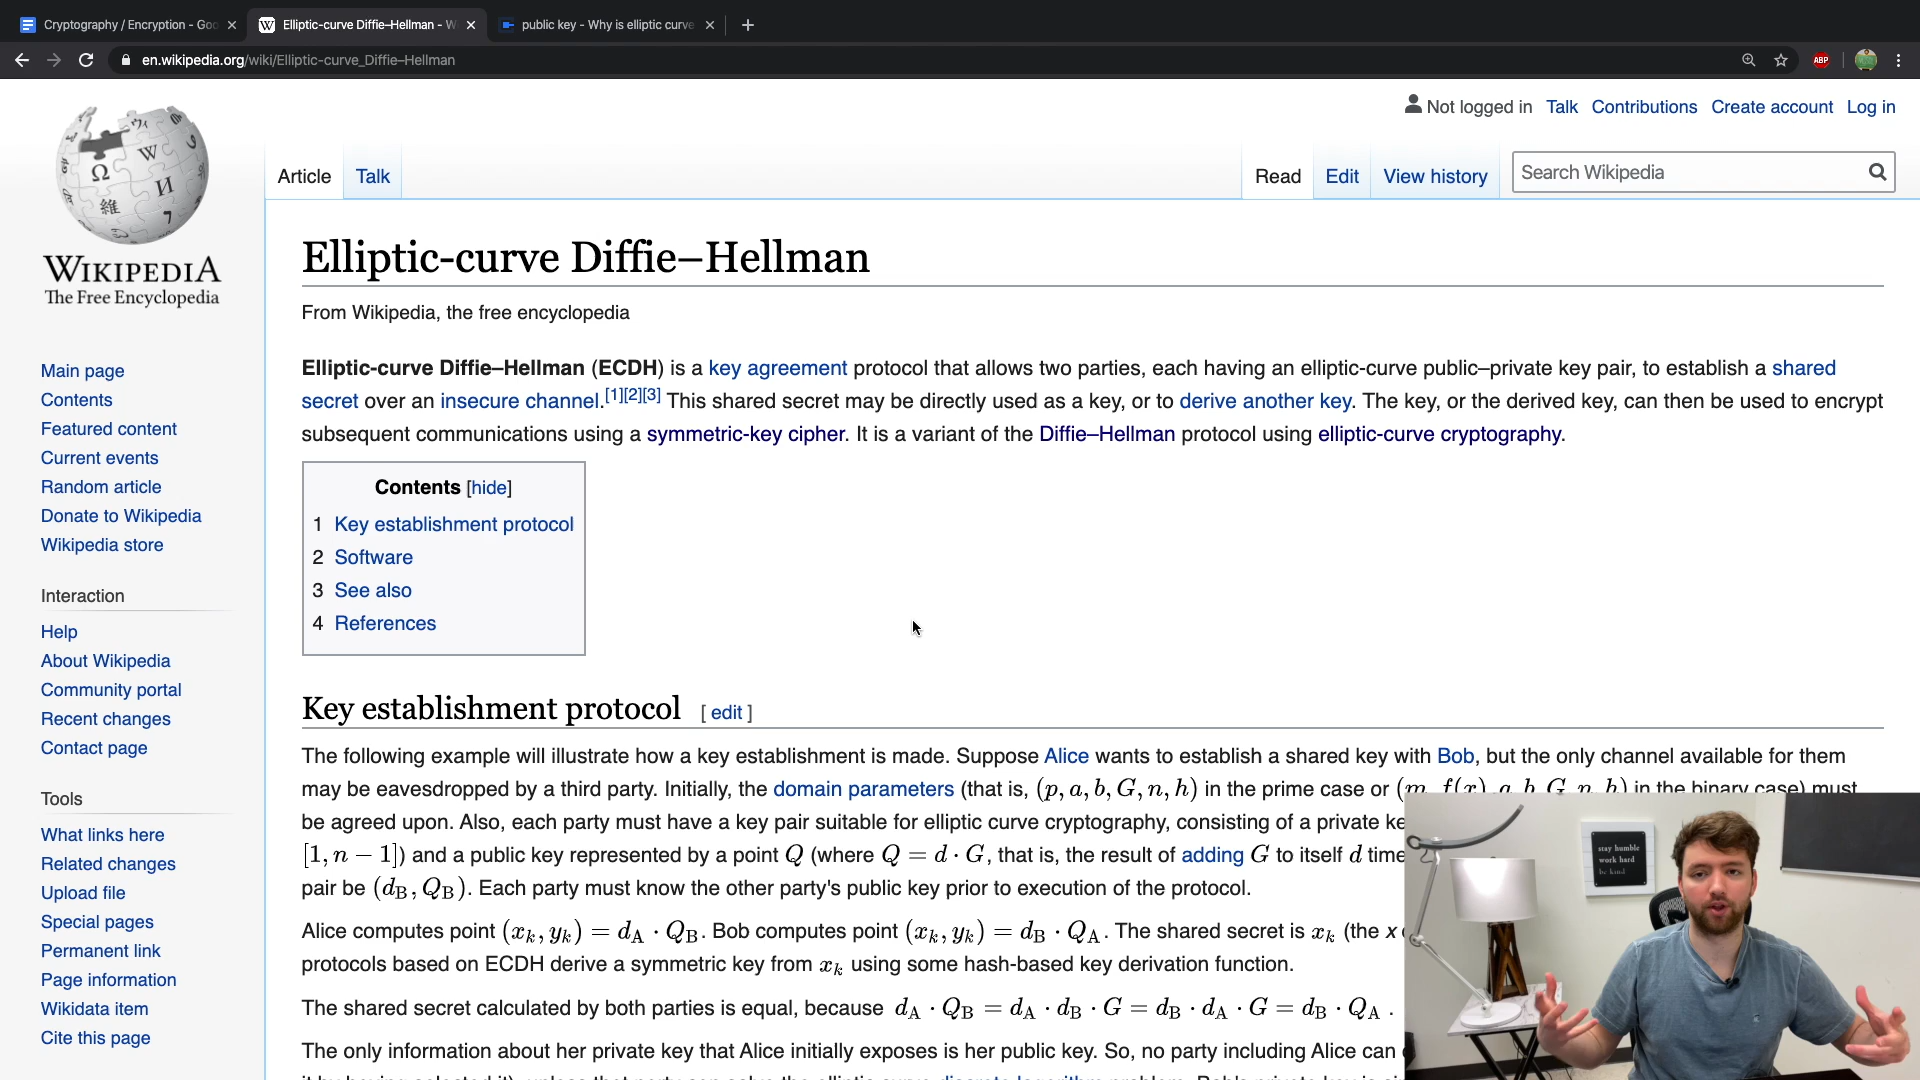 Cryptography / Encryption - Goo
Elliptic-curve Diffie–Hellman - W
public key - Why is elliptic curve
en.wikipedia.org/wiki/Elliptic-curve_Diffie–Hellman
ABP
Not logged in Talk Contributions Create account Log in
Article Talk Read Edit View history Search Wikipedia
WIKIPEDIA
The Free Encyclopedia
Main page
Contents
Featured content
Current events
Random article
Donate to Wikipedia
Wikipedia store
Interaction
Help
About Wikipedia
Community portal
Recent changes
Contact page
Tools
What links here
Related changes
Upload file
Special pages
Permanent link
Page information
Wikidata item
Cite this page
Elliptic-curve Diffie–Hellman
From Wikipedia, the free encyclopedia
Elliptic-curve Diffie–Hellman (ECDH) is a key agreement protocol that allows two parties, each having an elliptic-curve public–private key pair, to establish a shared
secret over an insecure channel.[1][2][3] This shared secret may be directly used as a key, or to derive another key. The key, or the derived key, can then be used to encrypt
subsequent communications using a symmetric-key cipher. It is a variant of the Diffie–Hellman protocol using elliptic-curve cryptography.
Contents [hide]
1 Key establishment protocol
2 Software
3 See also
4 References
Key establishment protocol [ edit ]
The following example will illustrate how a key establishment is made. Suppose Alice wants to establish a shared key with Bob, but the only channel available for them
may be eavesdropped by a third party. Initially, the domain parameters (that is, (p, a, b, G, n, h) in the prime case or (m, f(x), a, b, G, n, h) in the binary case) must
be agreed upon. Also, each party must have a key pair suitable for elliptic curve cryptography, consisting of a private ke
[1, n − 1]) and a public key represented by a point Q (where Q = d · G, that is, the result of adding G to itself d time
pair be (dB, QB). Each party must know the other party's public key prior to execution of the protocol.
Alice computes point (xk, yk) = dA · QB. Bob computes point (xk, yk) = dB · QA. The shared secret is xk (the x
protocols based on ECDH derive a symmetric key from xk using some hash-based key derivation function.
The shared secret calculated by both parties is equal, because dA · QB = dA · dB · G = dB · dA · G = dB · QA .
The only information about her private key that Alice initially exposes is her public key. So, no party including Alice can
stay humble
work hard
be kind